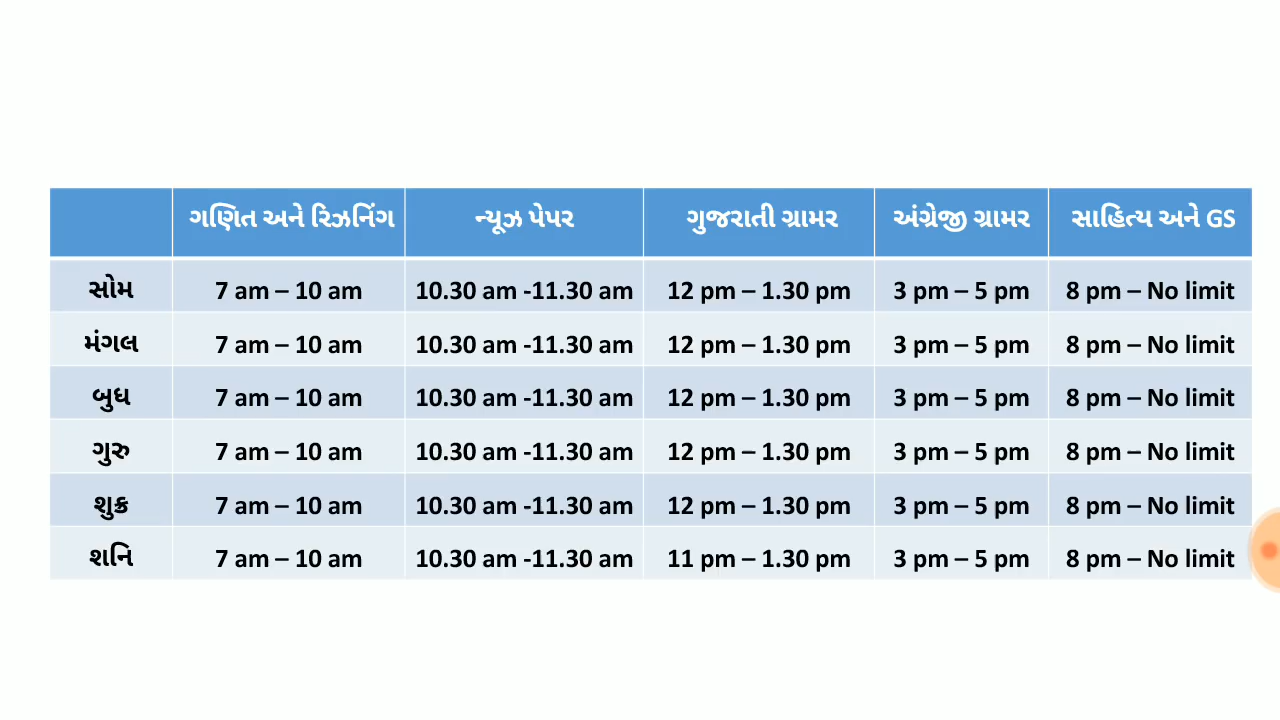 ગણિત અને રિઝનિંગ ન્યૂઝ પેપર ગુજરાતી ગ્રામર અંગ્રેજી ગ્રામર સાહિત્ય અને GS
સોમ 7 am – 10 am 10.30 am -11.30 am 12 pm – 1.30 pm 3 pm – 5 pm 8 pm – No limit
મંગલ 7 am – 10 am 10.30 am -11.30 am 12 pm – 1.30 pm 3 pm – 5 pm 8 pm – No limit
બુધ 7 am – 10 am 10.30 am -11.30 am 12 pm – 1.30 pm 3 pm – 5 pm 8 pm – No limit
ગુરુ 7 am – 10 am 10.30 am -11.30 am 12 pm – 1.30 pm 3 pm – 5 pm 8 pm – No limit
શુક્ર 7 am – 10 am 10.30 am -11.30 am 12 pm – 1.30 pm 3 pm – 5 pm 8 pm – No limit
શનિ 7 am – 10 am 10.30 am -11.30 am 11 pm – 1.30 pm 3 pm – 5 pm 8 pm – No limit